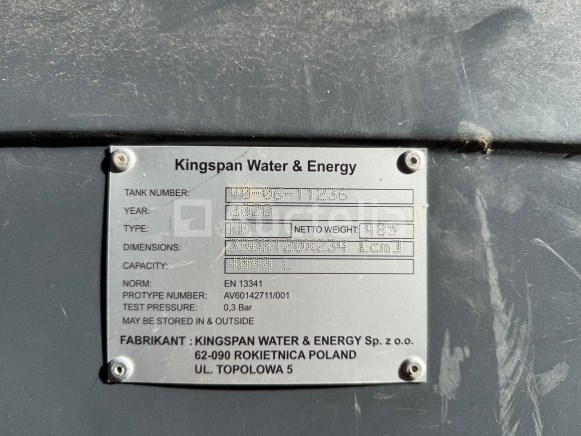 Kingspan Water & Energy
TANK NUMBER:
YEAR:
TYPE: NETTO WEIGHT: 485
DIMENSIONS: [cm]
CAPACITY: L
NORM: EN 13341
PROTYPE NUMBER: AV60142711/001
TEST PRESSURE: 0,3 Bar
MAY BE STORED IN & OUTSIDE
FABRIKANT : KINGSPAN WATER & ENERGY Sp. z o.o.
62-090 ROKIETNICA POLAND
UL. TOPOLOWA 5